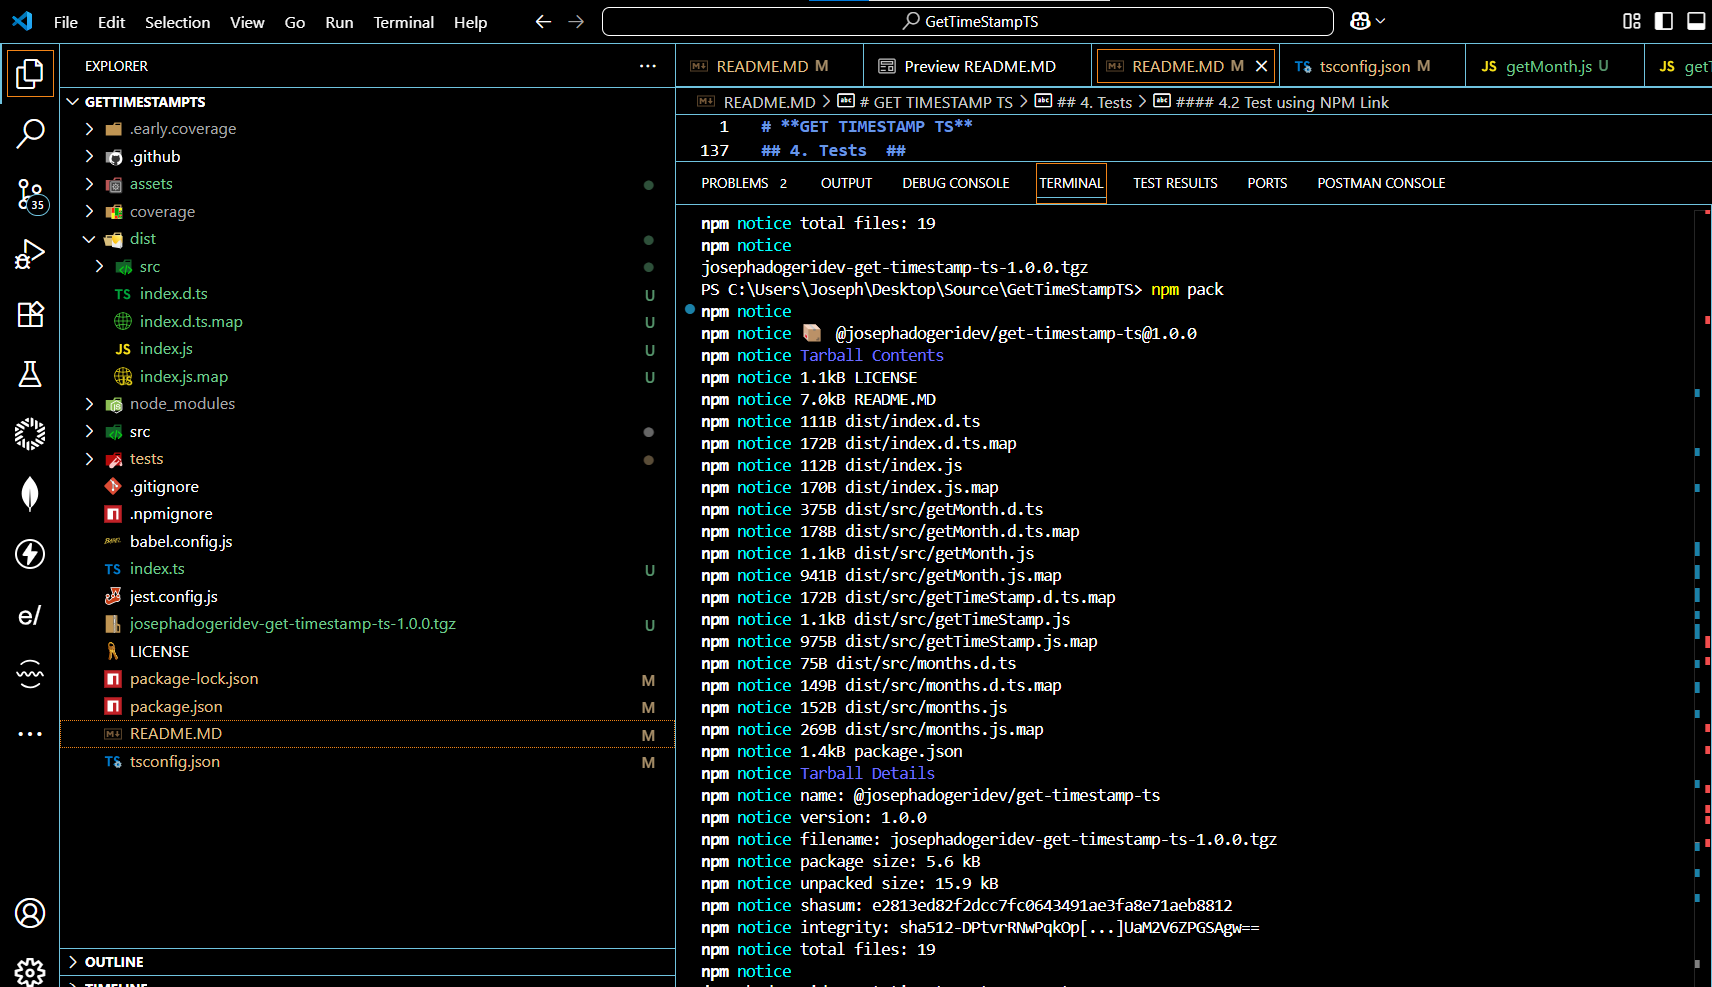 File Edit Selection View Go Run Terminal Help GetTimeStampTS
EXPLORER
GETTIMESTAMPTS
.early.coverage
.github
assets
coverage
dist
src
TS index.d.ts U
index.d.ts.map U
JS index.js U
JS index.js.map U
node_modules
src
tests
.gitignore
.npmignore
BABEL babel.config.js
TS index.ts U
jest.config.js
josephadogeridev-get-timestamp-ts-1.0.0.tgz U
LICENSE
package-lock.json M
package.json M
README.MD M
TS tsconfig.json M
OUTLINE
TIMELINE
35
e/
README.MD M
Preview README.MD
README.MD M
TS tsconfig.json M
JS getMonth.js U
JS getT
README.MD > abc # GET TIMESTAMP TS > abc ## 4. Tests > abc #### 4.2 Test using NPM Link
1 # **GET TIMESTAMP TS**
137 ## 4. Tests ##
PROBLEMS 2 OUTPUT DEBUG CONSOLE TERMINAL TEST RESULTS PORTS POSTMAN CONSOLE
npm notice total files: 19
npm notice
josephadogeridev-get-timestamp-ts-1.0.0.tgz
PS C:\Users\Joseph\Desktop\Source\GetTimeStampTS> npm pack
npm notice
npm notice 📦 @josephadogeridev/get-timestamp-ts@1.0.0
npm notice Tarball Contents
npm notice 1.1kB LICENSE
npm notice 7.0kB README.MD
npm notice 111B dist/index.d.ts
npm notice 172B dist/index.d.ts.map
npm notice 112B dist/index.js
npm notice 170B dist/index.js.map
npm notice 375B dist/src/getMonth.d.ts
npm notice 178B dist/src/getMonth.d.ts.map
npm notice 1.1kB dist/src/getMonth.js
npm notice 941B dist/src/getMonth.js.map
npm notice 172B dist/src/getTimeStamp.d.ts.map
npm notice 1.1kB dist/src/getTimeStamp.js
npm notice 975B dist/src/getTimeStamp.js.map
npm notice 75B dist/src/months.d.ts
npm notice 149B dist/src/months.d.ts.map
npm notice 152B dist/src/months.js
npm notice 269B dist/src/months.js.map
npm notice 1.4kB package.json
npm notice Tarball Details
npm notice name: @josephadogeridev/get-timestamp-ts
npm notice version: 1.0.0
npm notice filename: josephadogeridev-get-timestamp-ts-1.0.0.tgz
npm notice package size: 5.6 kB
npm notice unpacked size: 15.9 kB
npm notice shasum: e2813ed82f2dcc7fc0643491ae3fa8e71aeb8812
npm notice integrity: sha512-DPtvrRNwPqkOp[...]UaM2V6ZPGSAgw==
npm notice total files: 19
npm notice